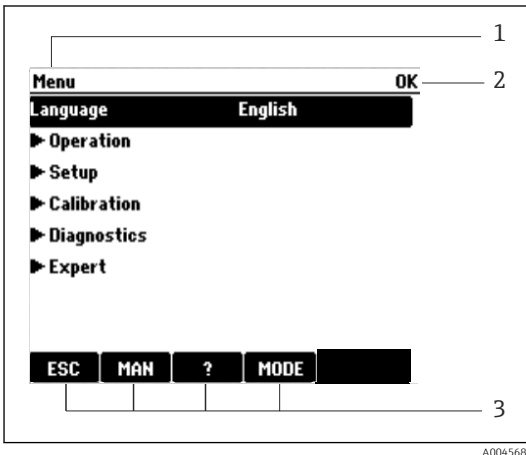 1
Menu OK 2
Language English
Operation
Setup
Calibration
Diagnostics
Expert
ESC MAN ? MODE
3
A004568